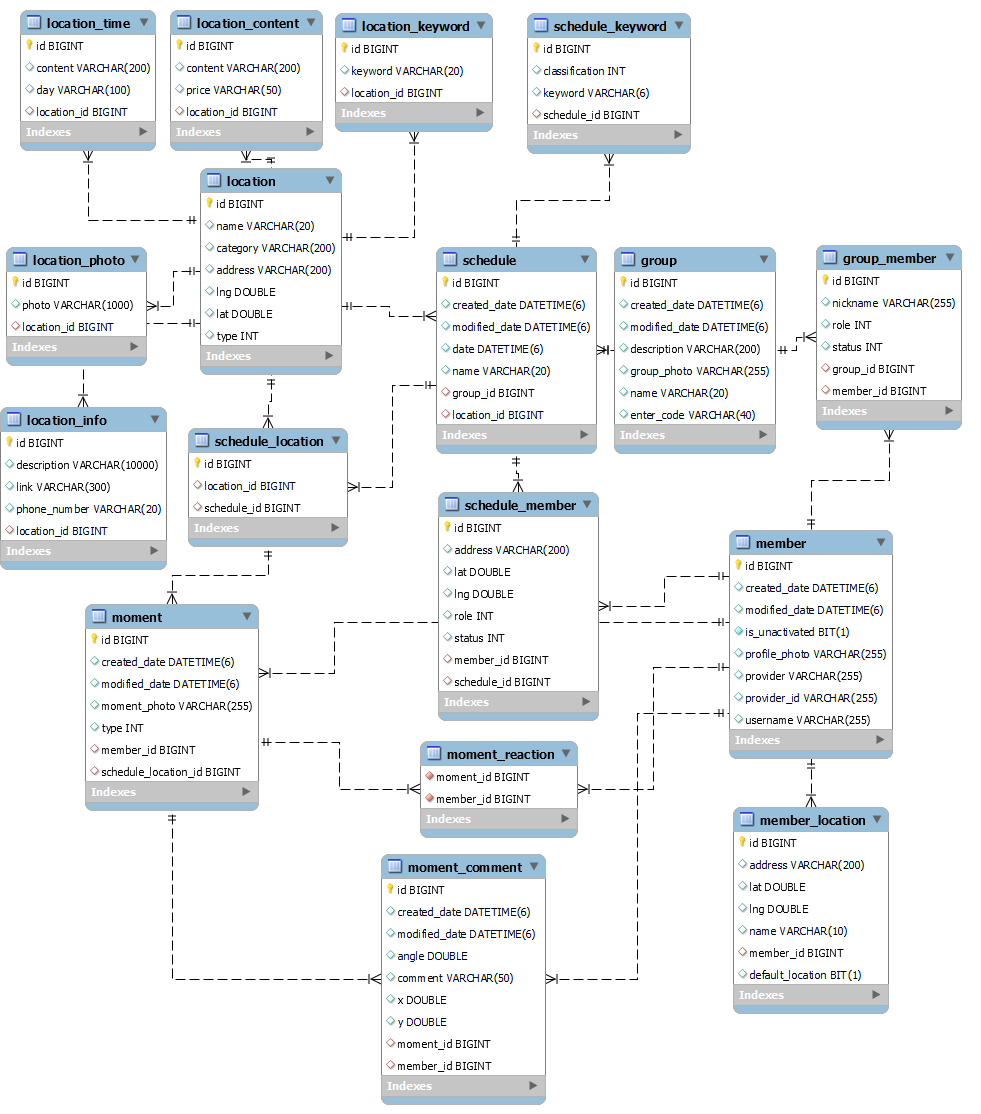 location_time
id BIGINT
content VARCHAR(200)
day VARCHAR(100)
location_id BIGINT
Indexes
location_content
id BIGINT
content VARCHAR(200)
price VARCHAR(50)
location_id BIGINT
Indexes
location_keyword
id BIGINT
keyword VARCHAR(20)
location_id BIGINT
Indexes
schedule_keyword
id BIGINT
classification INT
keyword VARCHAR(6)
schedule_id BIGINT
Indexes
location
id BIGINT
name VARCHAR(20)
category VARCHAR(200)
address VARCHAR(200)
lng DOUBLE
lat DOUBLE
type INT
Indexes
location_photo
id BIGINT
photo VARCHAR(1000)
location_id BIGINT
Indexes
schedule
id BIGINT
created_date DATETIME(6)
modified_date DATETIME(6)
date DATETIME(6)
name VARCHAR(20)
group_id BIGINT
location_id BIGINT
Indexes
group
id BIGINT
created_date DATETIME(6)
modified_date DATETIME(6)
description VARCHAR(200)
group_photo VARCHAR(255)
name VARCHAR(20)
enter_code VARCHAR(40)
Indexes
group_member
id BIGINT
nickname VARCHAR(255)
role INT
status INT
group_id BIGINT
member_id BIGINT
Indexes
location_info
id BIGINT
description VARCHAR(10000)
link VARCHAR(300)
phone_number VARCHAR(20)
location_id BIGINT
Indexes
schedule_location
id BIGINT
location_id BIGINT
schedule_id BIGINT
Indexes
schedule_member
id BIGINT
address VARCHAR(200)
lat DOUBLE
lng DOUBLE
role INT
status INT
member_id BIGINT
schedule_id BIGINT
Indexes
member
id BIGINT
created_date DATETIME(6)
modified_date DATETIME(6)
is_unactivated BIT(1)
profile_photo VARCHAR(255)
provider VARCHAR(255)
provider_id VARCHAR(255)
username VARCHAR(255)
Indexes
moment
id BIGINT
created_date DATETIME(6)
modified_date DATETIME(6)
moment_photo VARCHAR(255)
type INT
member_id BIGINT
schedule_location_id BIGINT
Indexes
moment_reaction
moment_id BIGINT
member_id BIGINT
Indexes
member_location
id BIGINT
address VARCHAR(200)
lat DOUBLE
lng DOUBLE
name VARCHAR(10)
member_id BIGINT
default_location BIT(1)
Indexes
moment_comment
id BIGINT
created_date DATETIME(6)
modified_date DATETIME(6)
angle DOUBLE
comment VARCHAR(50)
x DOUBLE
y DOUBLE
moment_id BIGINT
member_id BIGINT
Indexes